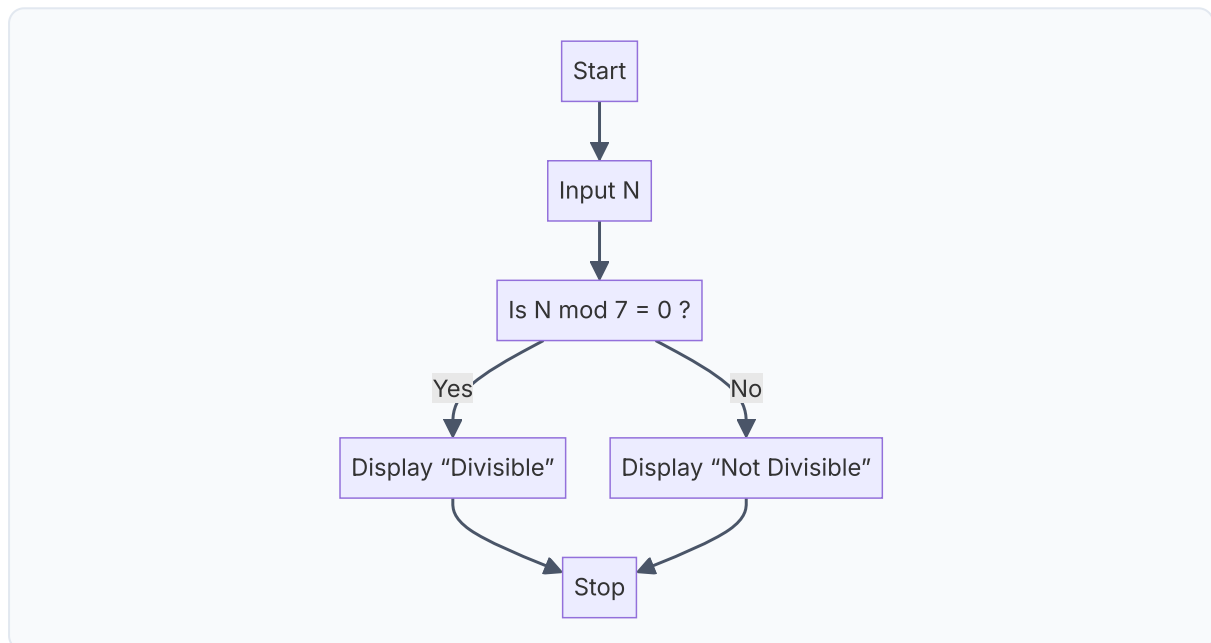 Start
Input N
Is N mod 7 = 0 ?
Yes
No
Display “Divisible”
Display “Not Divisible”
Stop